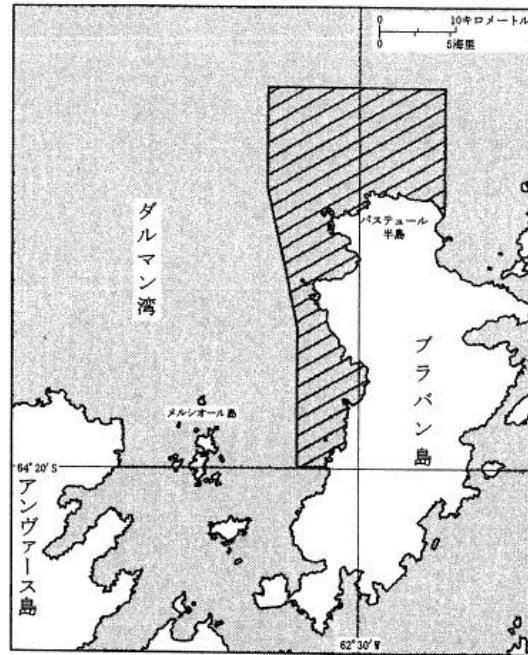 0 10キロメートル
0 5海里
パステュール
半島
ダルマン湾
ブラバン島
メルシオール島
64°20'S
アンヴァース島
62°30'W